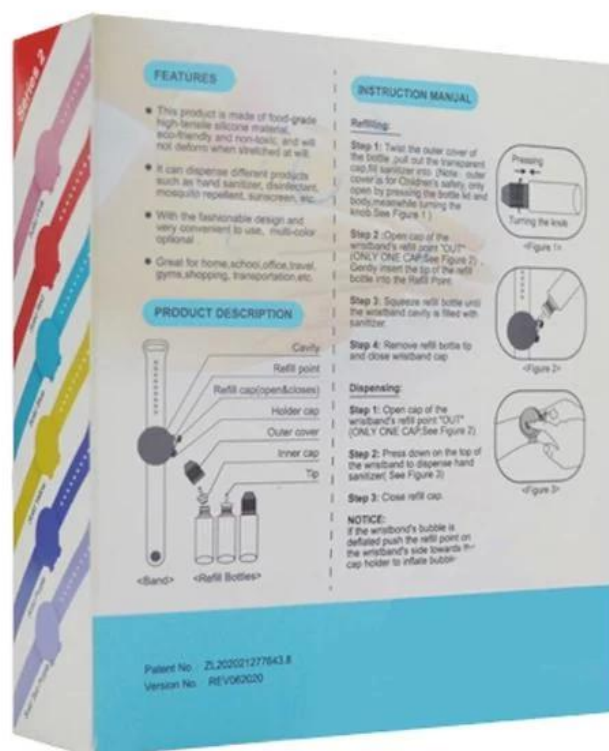 Series 2
FEATURES
This product is made of food-grade
high-tensile silicone material,
eco-friendly and non-toxic, and will
not deform when stretched at will.
It can dispense different products
such as hand sanitizer, disinfectant,
mosquito repellent, sunscreen, etc.
With the fashionable design and
very convenient to use, multi-color
optional
Great for home,school,office,travel,
gyms,shopping, transportation,etc.
PRODUCT DESCRIPTION
Cavity
Refill point
Refill cap(open&closes)
Holder cap
Outer cover
Inner cap
Tip
<Band>
<Refill Bottles>
INSTRUCTION MANUAL
Refilling:
Step 1: Twist the outer cover of
the bottle ,pull out the transparent
cap,fill sanitizer into (Note : outer
cover is for Children's safety, only
open by pressing the bottle lid and
body,meanwhile turning the
knob.See Figure 1 )
Step 2 :Open cap of the
wristband's refill point "OUT"
(ONLY ONE CAP,See Figure 2) .
Gently insert the tip of the refill
bottle into the Refill Point.
Step 3: Squeeze refill bottle until
the wristband cavity is filled with
sanitizer.
Step 4: Remove refill bottle tip
and close wristband cap
Dispensing:
Step 1: Open cap of the
wristband's refill point "OUT"
(ONLY ONE CAP,See Figure 2)
Step 2: Press down on the top of
the wristband to dispense hand
sanitizer( See Figure 3)
Step 3: Close refill cap.
NOTICE:
If the wristbond's bubble is
deflated push the refill point on
the wristband's side towards the
cap holder to inflate bubble
Pressing
Turning the knob
<Figure 1>
<Figure 2>
<Figure 3>
Patent No. ZL202021277643.8
Version No. REV062020